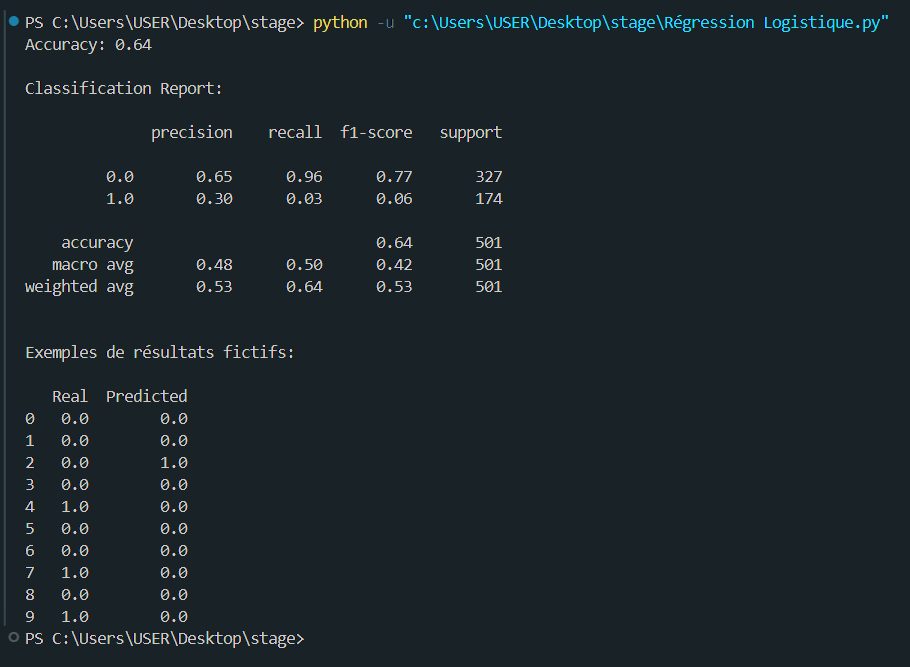 PS C:\Users\USER\Desktop\stage> python -u "c:\Users\USER\Desktop\stage\Régression Logistique.py"
Accuracy: 0.64
Classification Report:
precision recall f1-score support
0.0 0.65 0.96 0.77 327
1.0 0.30 0.03 0.06 174
accuracy 0.64 501
macro avg 0.48 0.50 0.42 501
weighted avg 0.53 0.64 0.53 501
Exemples de résultats fictifs:
Real Predicted
0 0.0 0.0
1 0.0 0.0
2 0.0 1.0
3 0.0 0.0
4 1.0 0.0
5 0.0 0.0
6 0.0 0.0
7 1.0 0.0
8 0.0 0.0
9 1.0 0.0
PS C:\Users\USER\Desktop\stage>